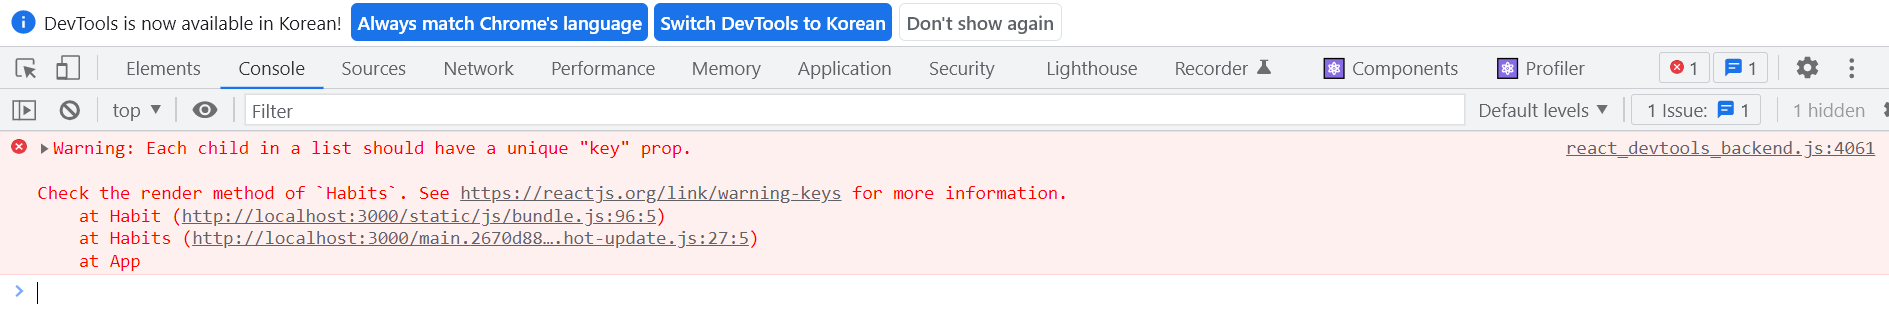 DevTools is now available in Korean! Always match Chrome's language Switch DevTools to Korean Don't show again
Elements Console Sources Network Performance Memory Application Security Lighthouse Recorder Components Profiler 1 1
top Filter Default levels 1 Issue: 1 1 hidden
Warning: Each child in a list should have a unique "key" prop. react_devtools_backend.js:4061
Check the render method of `Habits`. See https://reactjs.org/link/warning-keys for more information.
at Habit (http://localhost:3000/static/js/bundle.js:96:5)
at Habits (http://localhost:3000/main.2670d88….hot-update.js:27:5)
at App